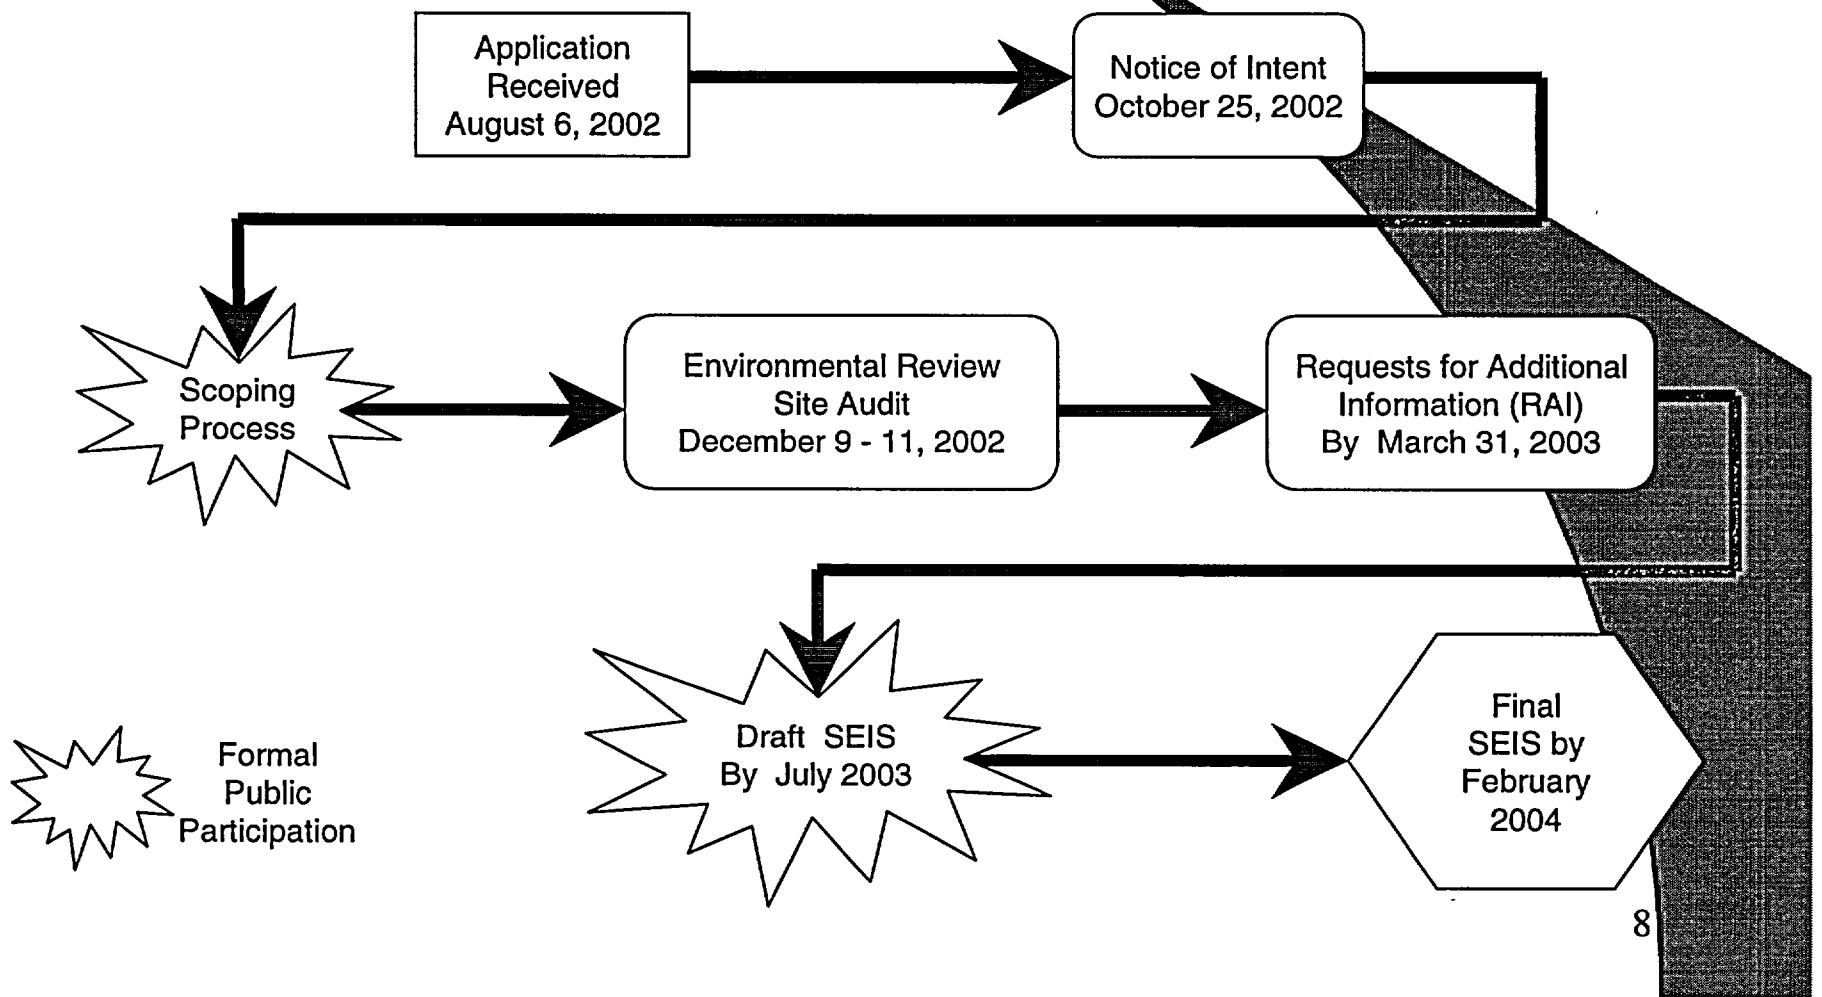 Application
Received
August 6, 2002
Notice of Intent
October 25, 2002
Scoping
Process
Environmental Review
Site Audit
December 9 - 11, 2002
Requests for Additional
Information (RAI)
By March 31, 2003
Draft SEIS
By July 2003
Final
SEIS by
February
2004
Formal
Public
Participation
8